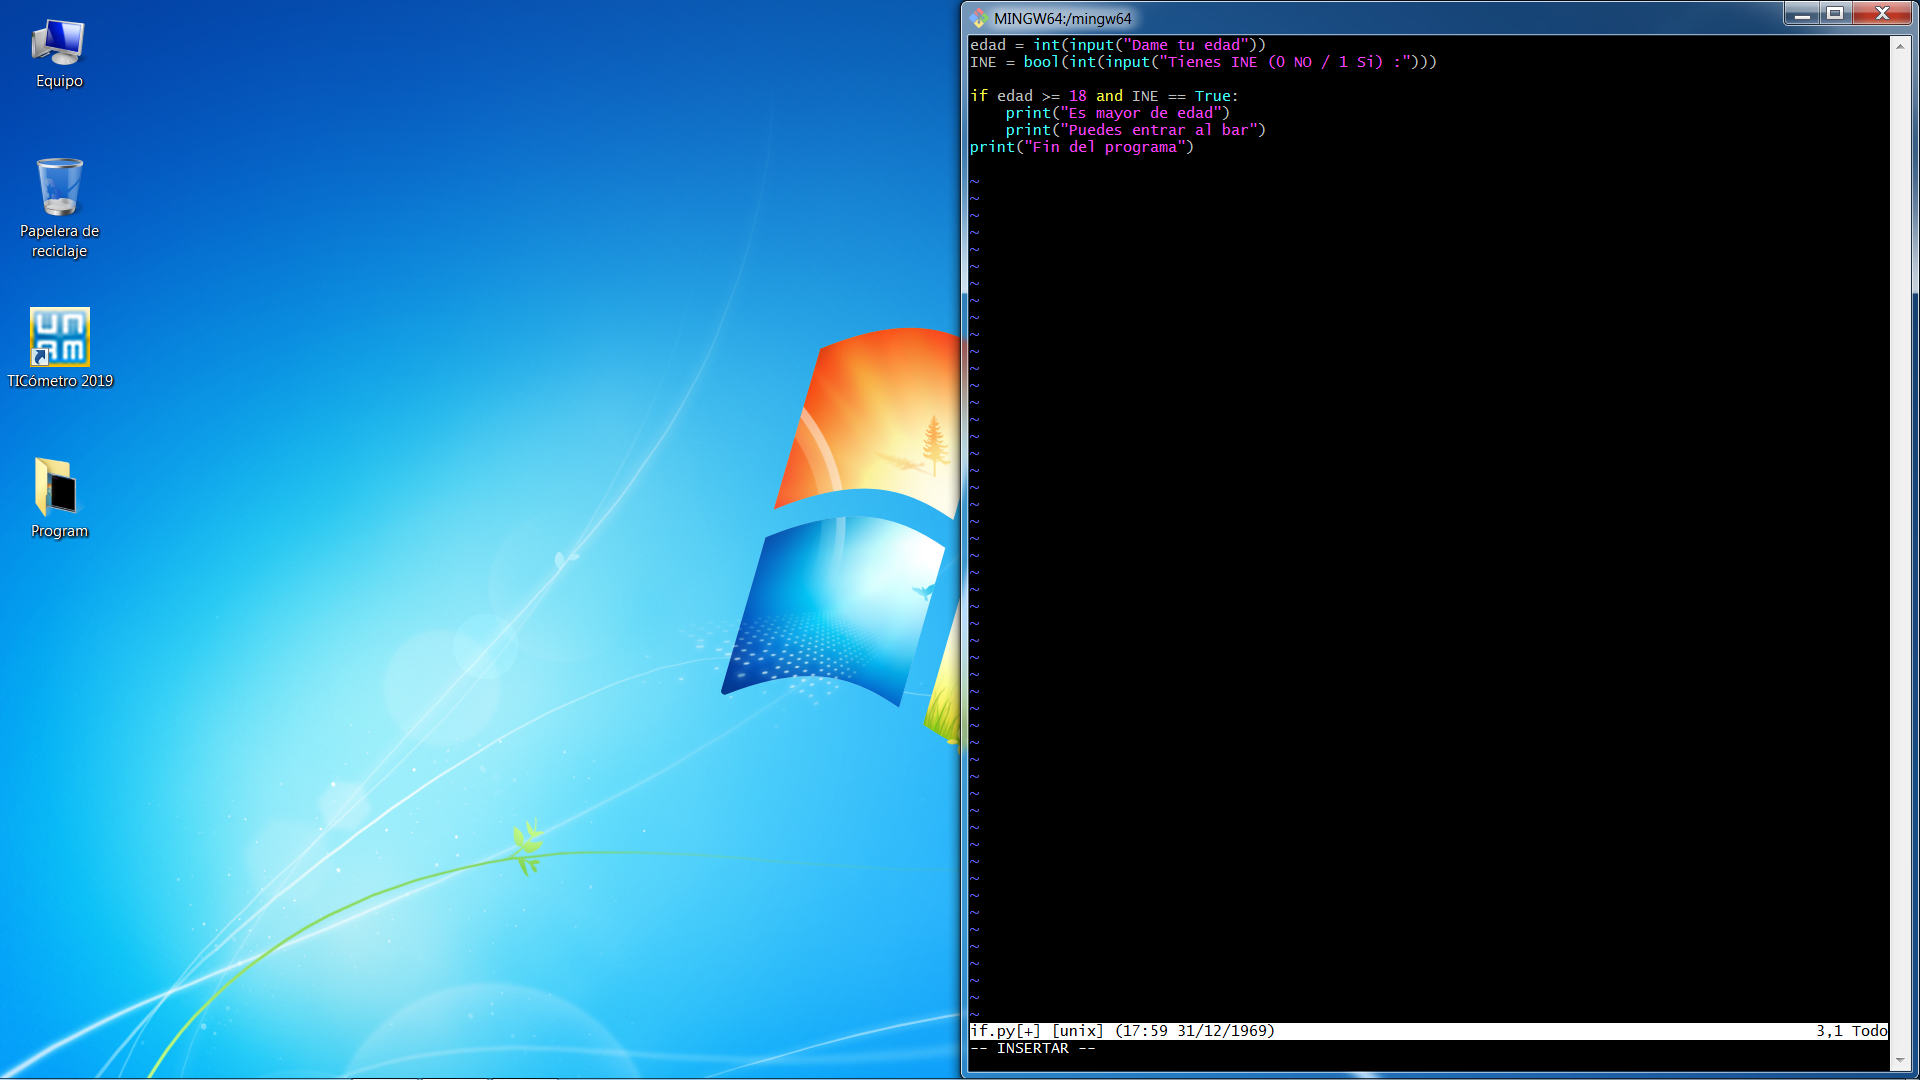 Equipo
Papelera de
reciclaje
UNAM
TICómetro 2019
Program
MINGW64:/mingw64
edad = int(input("Dame tu edad"))
INE = bool(int(input("Tienes INE (0 NO / 1 Si) :")))
if edad >= 18 and INE == True:
    print("Es mayor de edad")
    print("Puedes entrar al bar")
print("Fin del programa")
if.py[+] [unix] (17:59 31/12/1969) 3,1 Todo
-- INSERTAR --